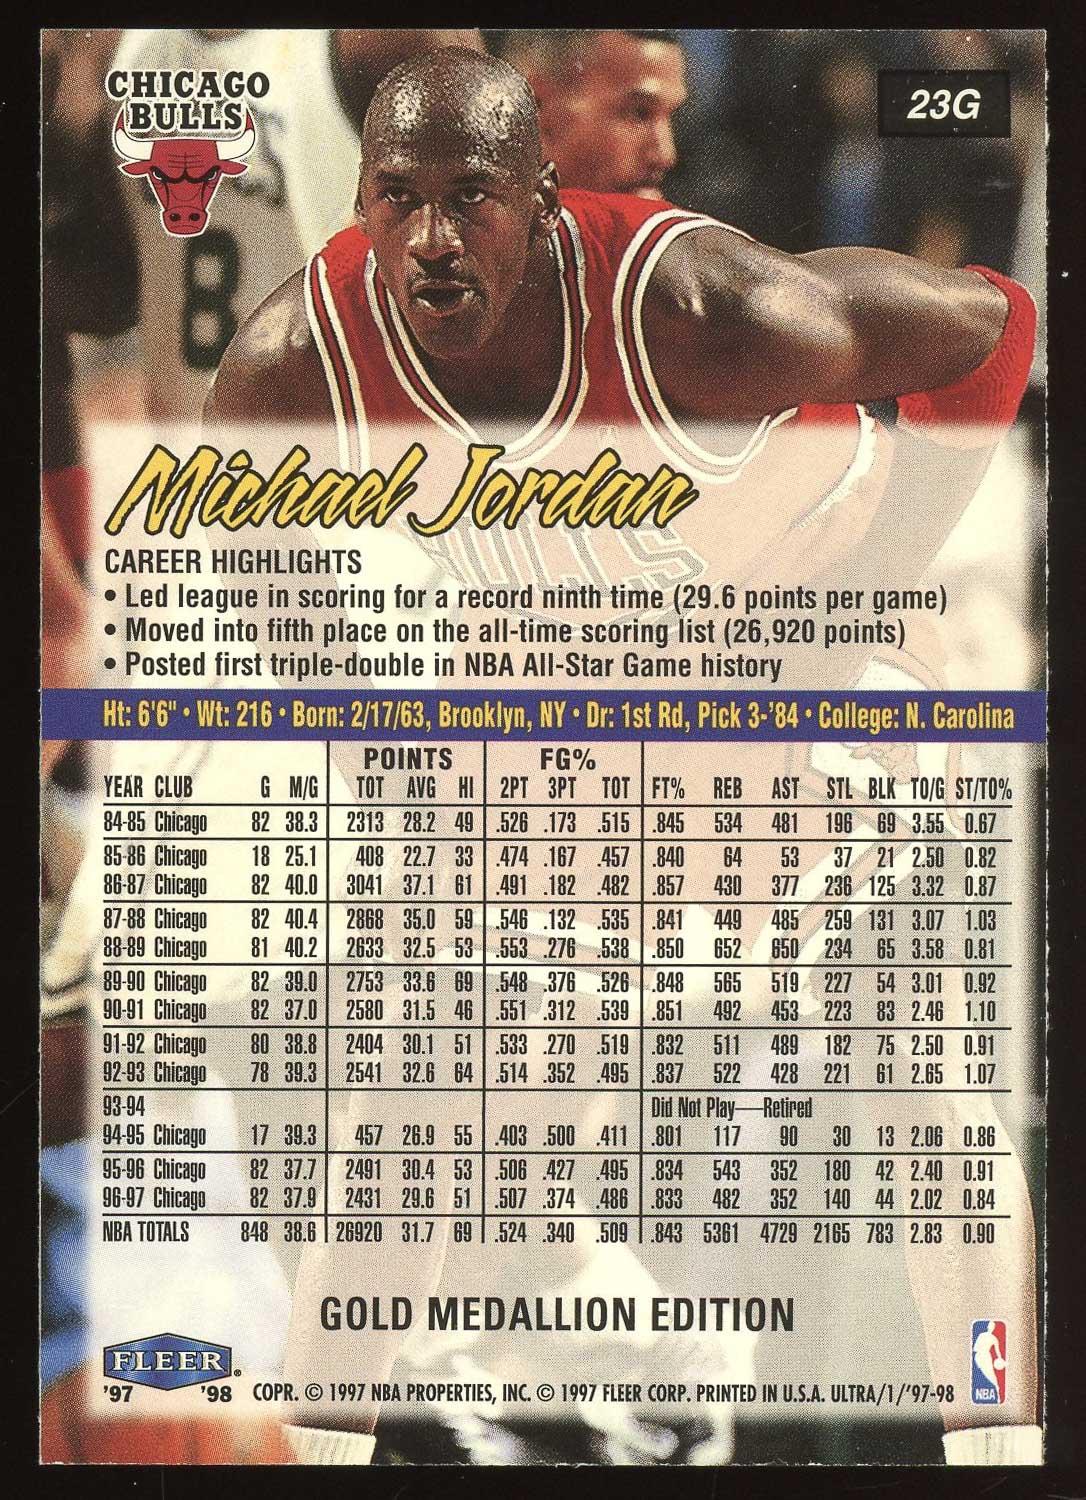 CHICAGO
BULLS
23G
8
Michael Jordan
BULLS
CAREER HIGHLIGHTS
• Led league in scoring for a record ninth time (29.6 points per game)
• Moved into fifth place on the all-time scoring list (26,920 points)
• Posted first triple-double in NBA All-Star Game history
Ht: 6'6" • Wt: 216 • Born: 2/17/63, Brooklyn, NY • Dr: 1st Rd, Pick 3-'84 • College: N. Carolina
POINTS FG%
YEAR CLUB G M/G TOT AVG HI 2PT 3PT TOT FT% REB AST STL BLK TO/G ST/TO%
84-85 Chicago 82 38.3 2313 28.2 49 .526 .173 .515 .845 534 481 196 69 3.55 0.67
85-86 Chicago 18 25.1 408 22.7 33 .474 .167 .457 .840 64 53 37 21 2.50 0.82
86-87 Chicago 82 40.0 3041 37.1 61 .491 .182 .482 .857 430 377 236 125 3.32 0.87
87-88 Chicago 82 40.4 2868 35.0 59 .546 .132 .535 .841 449 485 259 131 3.07 1.03
88-89 Chicago 81 40.2 2633 32.5 53 .553 .276 .538 .850 652 650 234 65 3.58 0.81
89-90 Chicago 82 39.0 2753 33.6 69 .548 .376 .526 .848 565 519 227 54 3.01 0.92
90-91 Chicago 82 37.0 2580 31.5 46 .551 .312 .539 .851 492 453 223 83 2.46 1.10
91-92 Chicago 80 38.8 2404 30.1 51 .533 .270 .519 .832 511 489 182 75 2.50 0.91
92-93 Chicago 78 39.3 2541 32.6 64 .514 .352 .495 .837 522 428 221 61 2.65 1.07
93-94 Did Not Play—Retired
94-95 Chicago 17 39.3 457 26.9 55 .403 .500 .411 .801 117 90 30 13 2.06 0.86
95-96 Chicago 82 37.7 2491 30.4 53 .506 .427 .495 .834 543 352 180 42 2.40 0.91
96-97 Chicago 82 37.9 2431 29.6 51 .507 .374 .486 .833 482 352 140 44 2.02 0.84
NBA TOTALS 848 38.6 26920 31.7 69 .524 .340 .509 .843 5361 4729 2165 783 2.83 0.90
GOLD MEDALLION EDITION
FLEER®
'97 '98 COPR. © 1997 NBA PROPERTIES, INC. © 1997 FLEER CORP. PRINTED IN U.S.A. ULTRA/1/'97-98
NBA